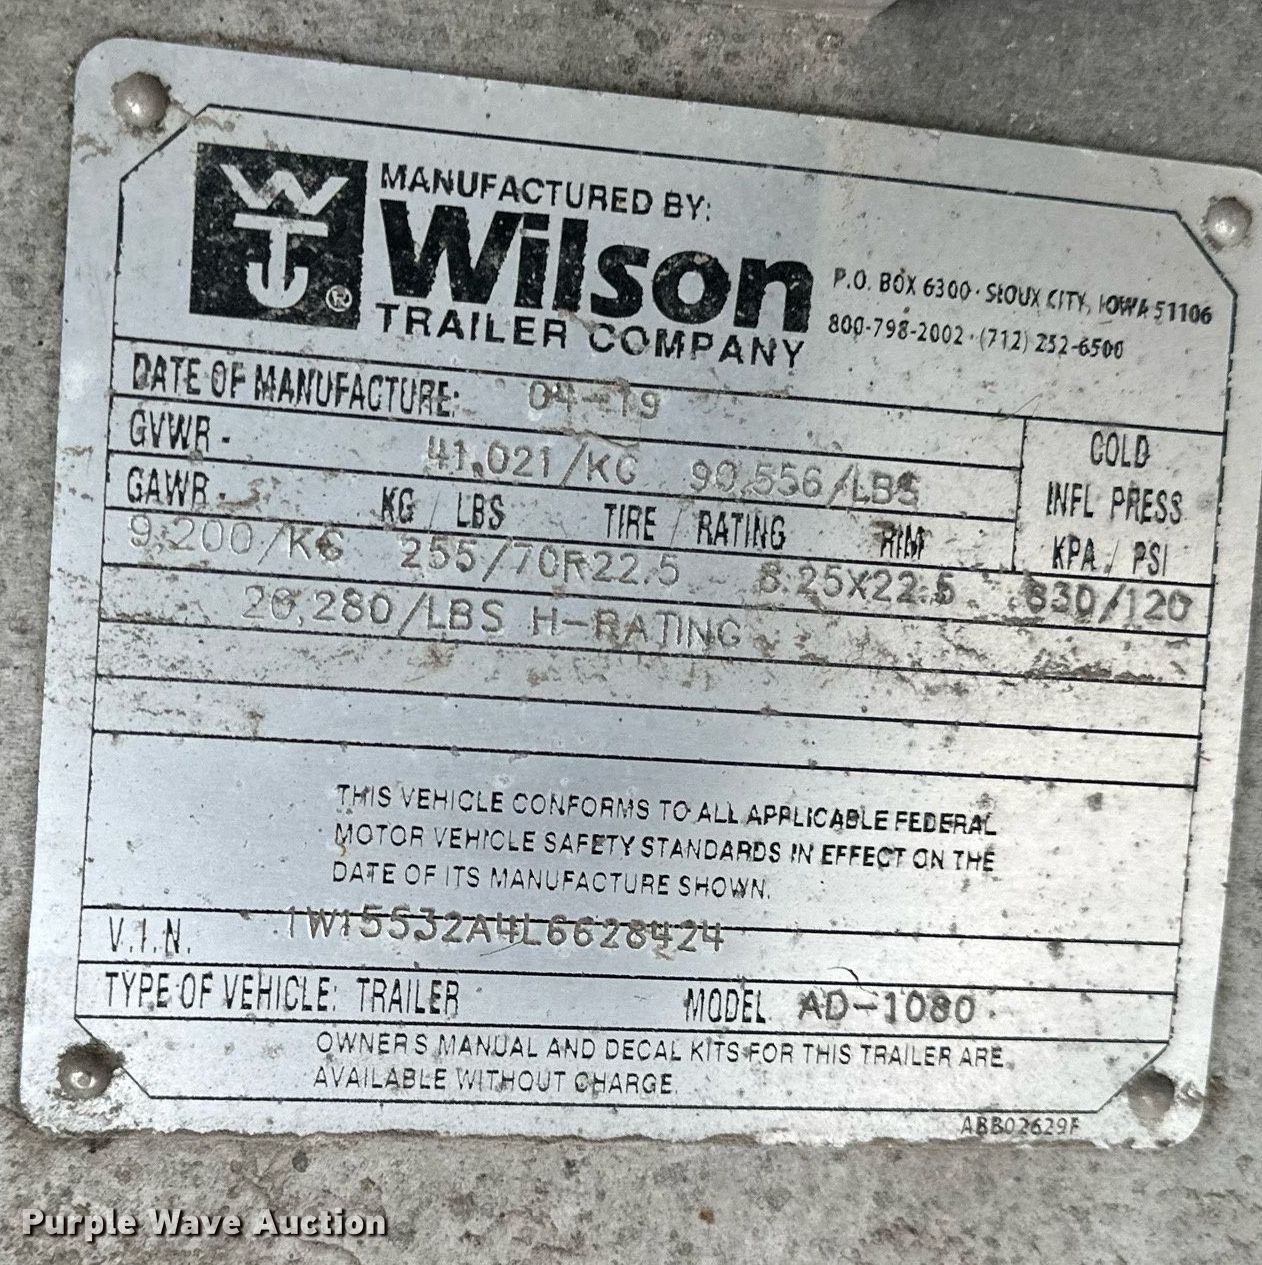 MANUFACTURED BY:
Wilson
TRAILER COMPANY
P.O. BOX 6300 · SIOUX CITY, IOWA 51106
800-798-2002 · (712) 252-6500
DATE OF MANUFACTURE: 04-19
GVWR- 41,021/KG 90,556/LBS
COLD
INFL PRESS
KPA / PSI
GAWR- KG / LBS TIRE / RATING RIM
9,200/KG 255/70R22.5 8.25X22.5 830/120
20,280/LBS H-RATING
THIS VEHICLE CONFORMS TO ALL APPLICABLE FEDERAL
MOTOR VEHICLE SAFETY STANDARDS IN EFFECT ON THE
DATE OF ITS MANUFACTURE SHOWN.
V.I.N. 1W15532A4L6628424
TYPE OF VEHICLE: TRAILER MODEL AD-1080
OWNERS MANUAL AND DECAL KITS FOR THIS TRAILER ARE
AVAILABLE WITHOUT CHARGE.
ABB02629F
Purple Wave Auction